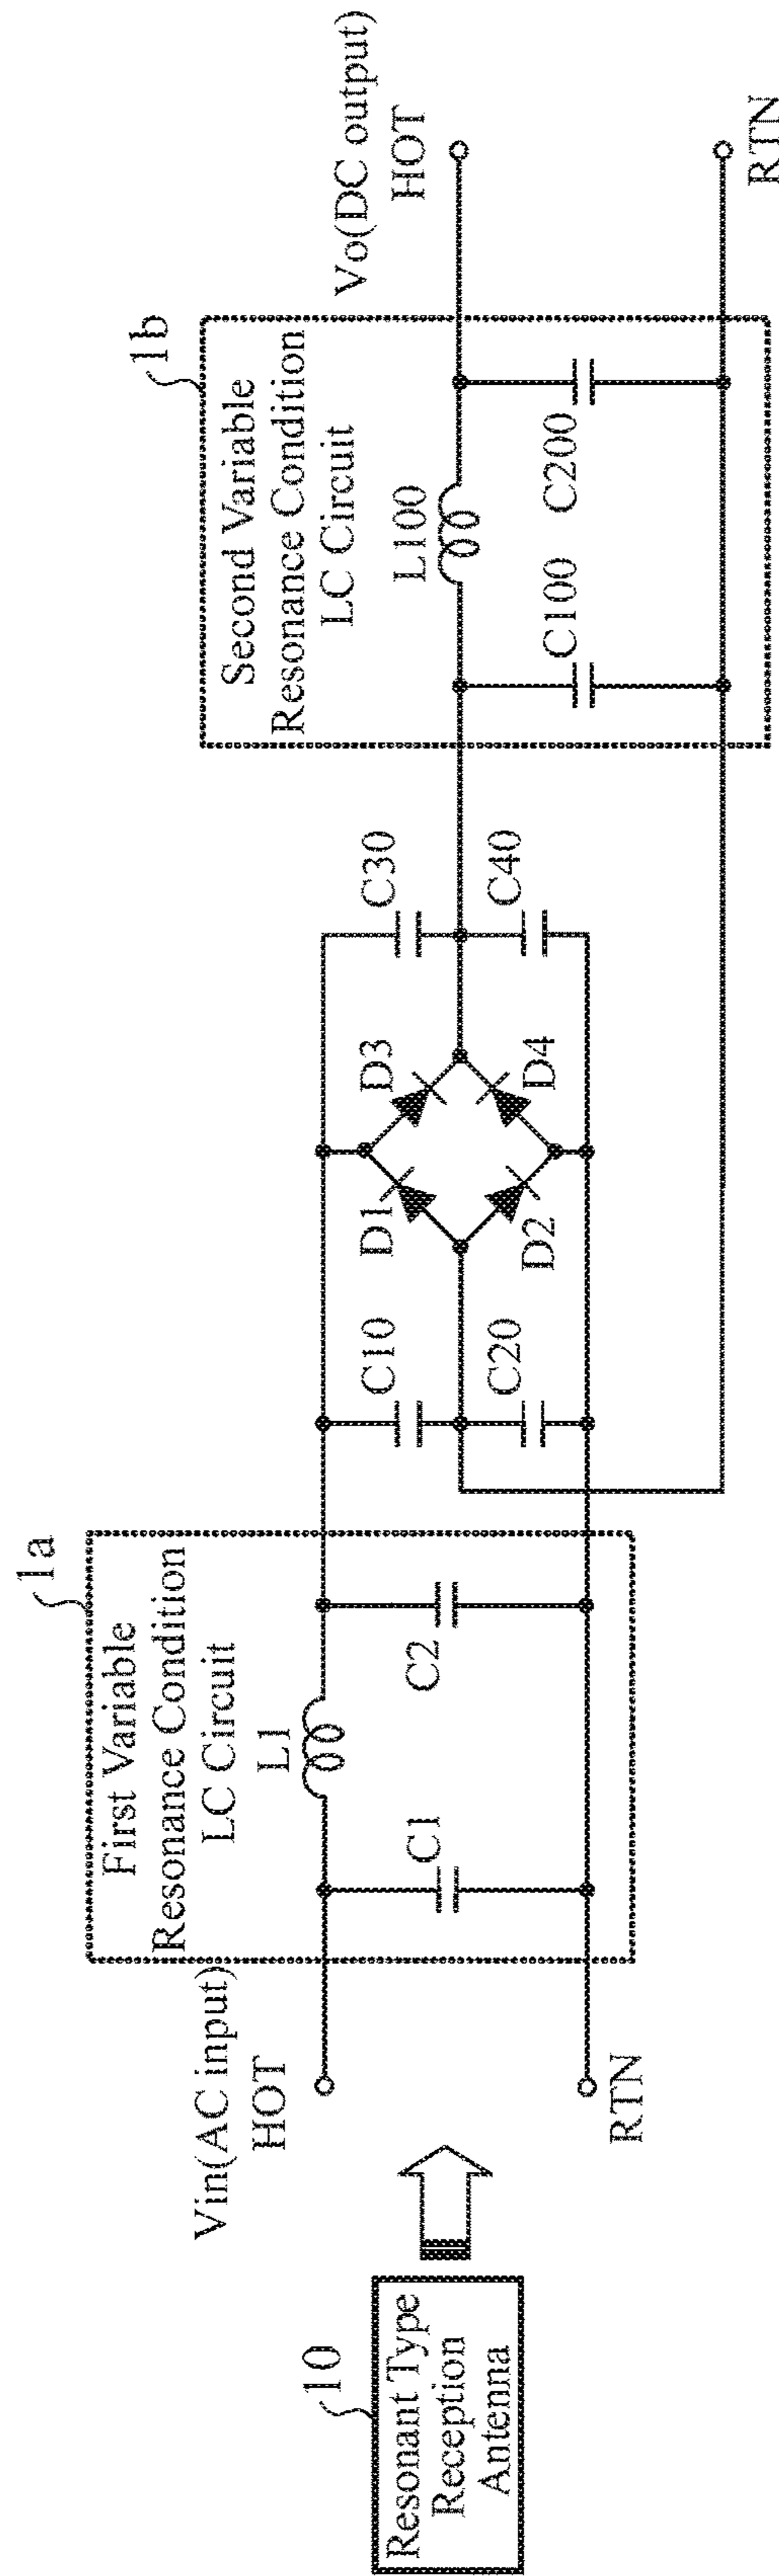 10
Resonant Type
Reception
Antenna
Vin(AC input)
HOT
RTN
1a
First Variable
Resonance Condition
LC Circuit
L1
C1
C2
C10
C20
D1
D2
D3
D4
C30
C40
1b
Second Variable
Resonance Condition
LC Circuit
L100
C100
C200
Vo(DC output)
HOT
RTN